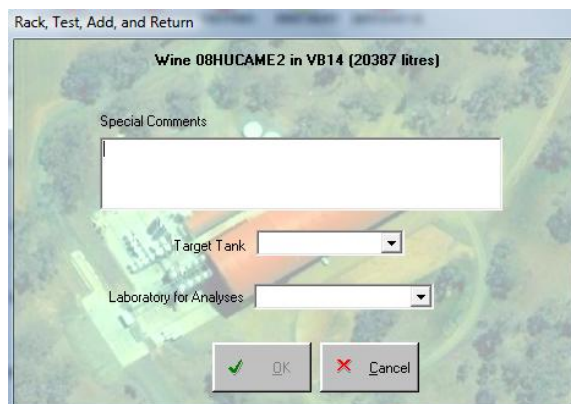 Rack, Test, Add, and Return
Wine 08HUCAME2 in VB14 (20387 litres)
Special Comments
Target Tank
Laboratory for Analyses
OK
Cancel